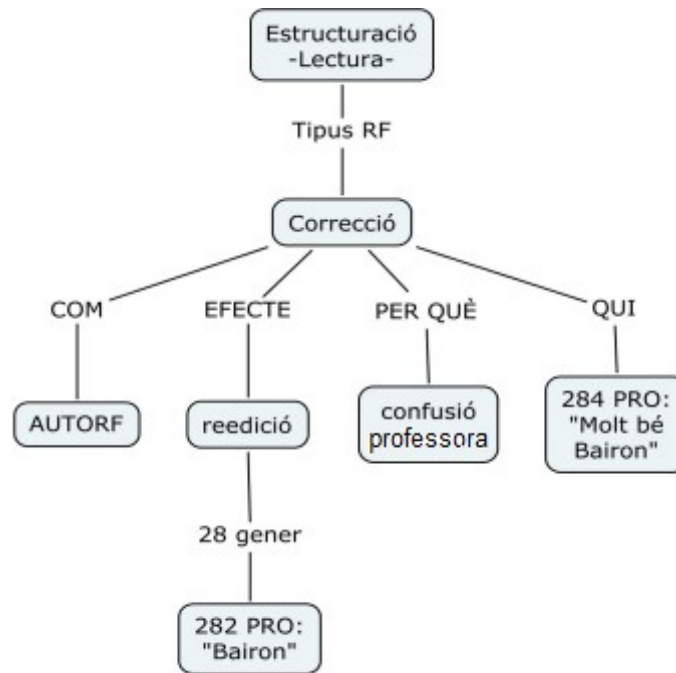 Estructuració
-Lectura-
Tipus RF
Correcció
COM
EFECTE
PER QUÈ
QUI
AUTORF
reedició
confusió
professora
284 PRO:
"Molt bé
Bairon"
28 gener
282 PRO:
"Bairon"